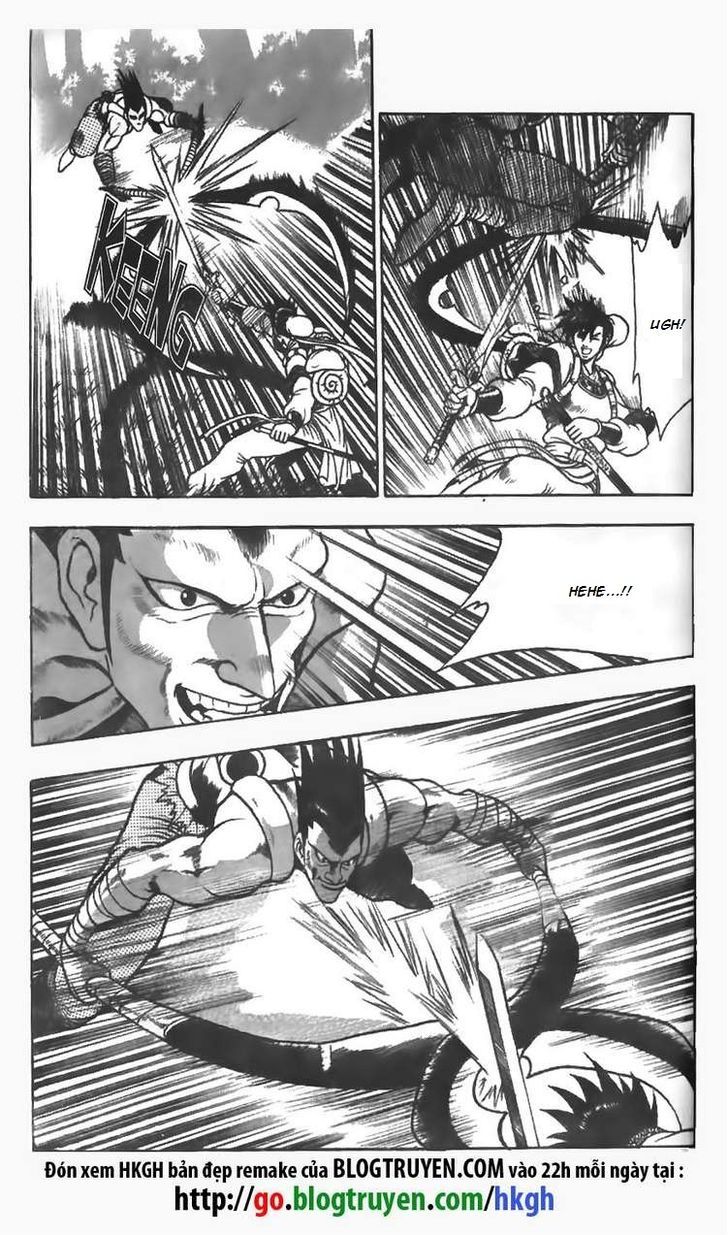 KEENG
UGH!
HEHE...!!
Đón xem HKGH bản đẹp remake của BLOGTRUYEN.COM vào 22h mỗi ngày tại :
http://go.blogtruyen.com/hkgh